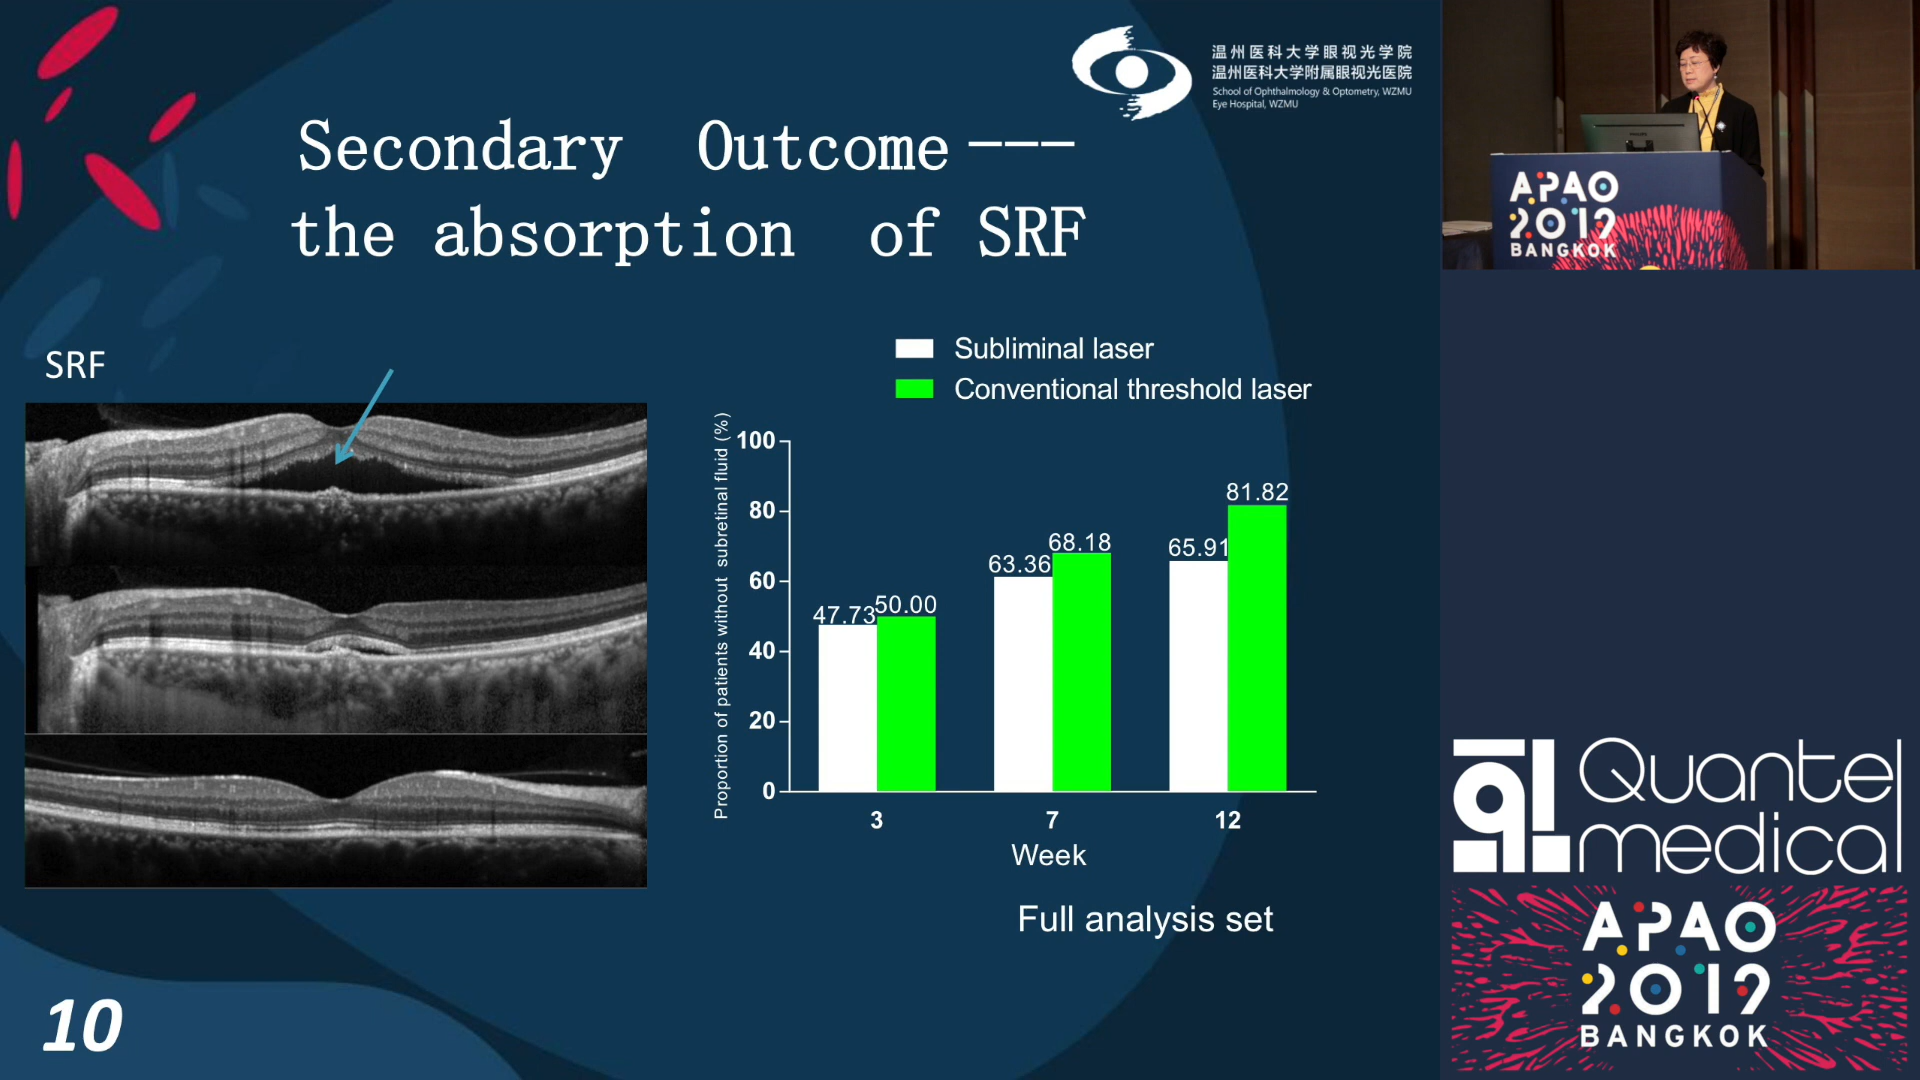 温州医科大学眼视光学院
温州医科大学附属眼视光医院
School of Ophthalmology & Optometry, WZMU
Eye Hospital, WZMU
Secondary Outcome ---
the absorption of SRF
SRF
Subliminal laser
Conventional threshold laser
Proportion of patients without subretinal fluid (%)
100
80
60
40
20
0
47.73
50.00
63.36
68.18
65.91
81.82
3
7
12
Week
Full analysis set
10
PHILIPS
APAO
2019
BANGKOK
Quantel
medical
APAO
2019
BANGKOK